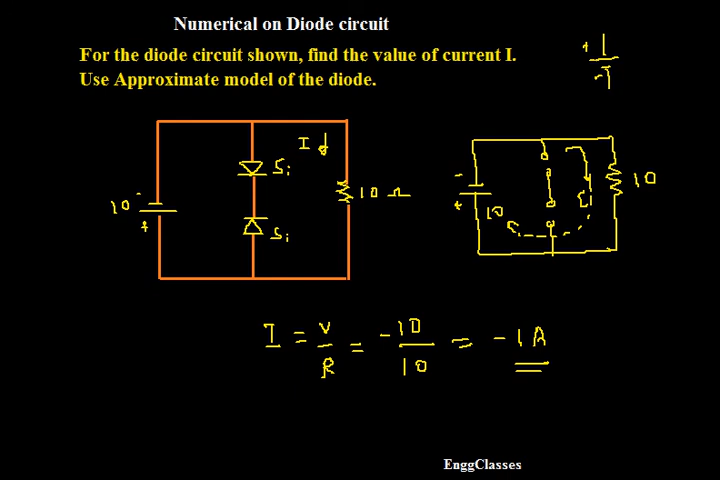 Numerical on Diode circuit
For the diode circuit shown, find the value of current I.
Use Approximate model of the diode.
+
-
I
Si
10 Ω
10
-
+
Si
-
+
10
I
10
I = V/R = -10/10 = -1A
EnggClasses